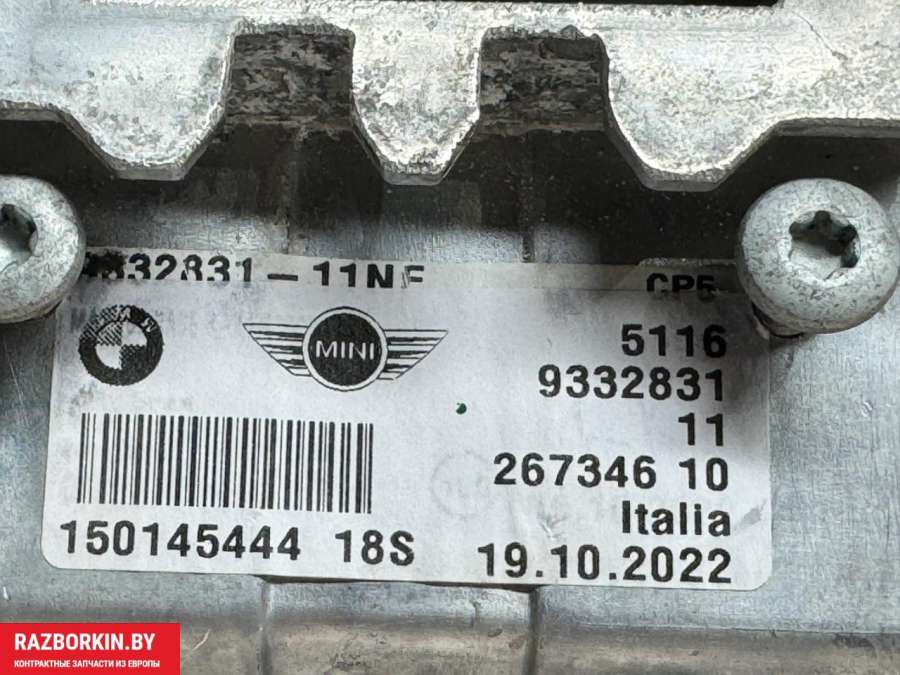 9332831-11NF CP5
5116
MINI
9332831
11
267346 10
Italia
150145444 18S 19.10.2022
RAZBORKIN.BY
КОНТРАКТНЫЕ ЗАПЧАСТИ ИЗ ЕВРОПЫ